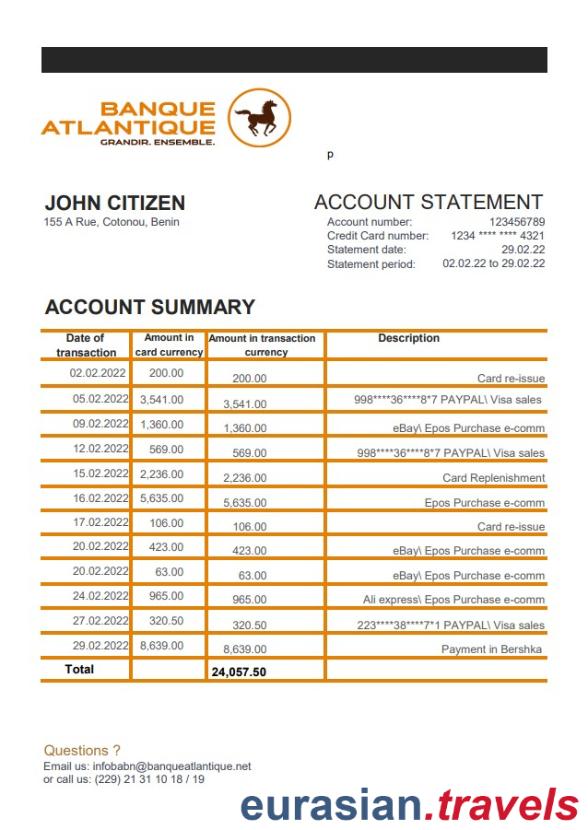 BANQUE
ATLANTIQUE
GRANDIR. ENSEMBLE.
p
JOHN CITIZEN
155 A Rue, Cotonou, Benin
ACCOUNT STATEMENT
Account number: 123456789
Credit Card number: 1234 **** **** 4321
Statement date: 29.02.22
Statement period: 02.02.22 to 29.02.22
ACCOUNT SUMMARY
Date of transaction Amount in card currency Amount in transaction currency Description
02.02.2022 200.00 200.00 Card re-issue
05.02.2022 3,541.00 3,541.00 998****36****8*7 PAYPAL\ Visa sales
09.02.2022 1,360.00 1,360.00 eBay\ Epos Purchase e-comm
12.02.2022 569.00 569.00 998****36****8*7 PAYPAL\ Visa sales
15.02.2022 2,236.00 2,236.00 Card Replenishment
16.02.2022 5,635.00 5,635.00 Epos Purchase e-comm
17.02.2022 106.00 106.00 Card re-issue
20.02.2022 423.00 423.00 eBay\ Epos Purchase e-comm
20.02.2022 63.00 63.00 eBay\ Epos Purchase e-comm
24.02.2022 965.00 965.00 Ali express\ Epos Purchase e-comm
27.02.2022 320.50 320.50 223****38****7*1 PAYPAL\ Visa sales
29.02.2022 8,639.00 8,639.00 Payment in Bershka
Total 24,057.50
Questions ?
Email us: infobabn@banqueatlantique.net
or call us: (229) 21 31 10 18 / 19
eurasian.travels